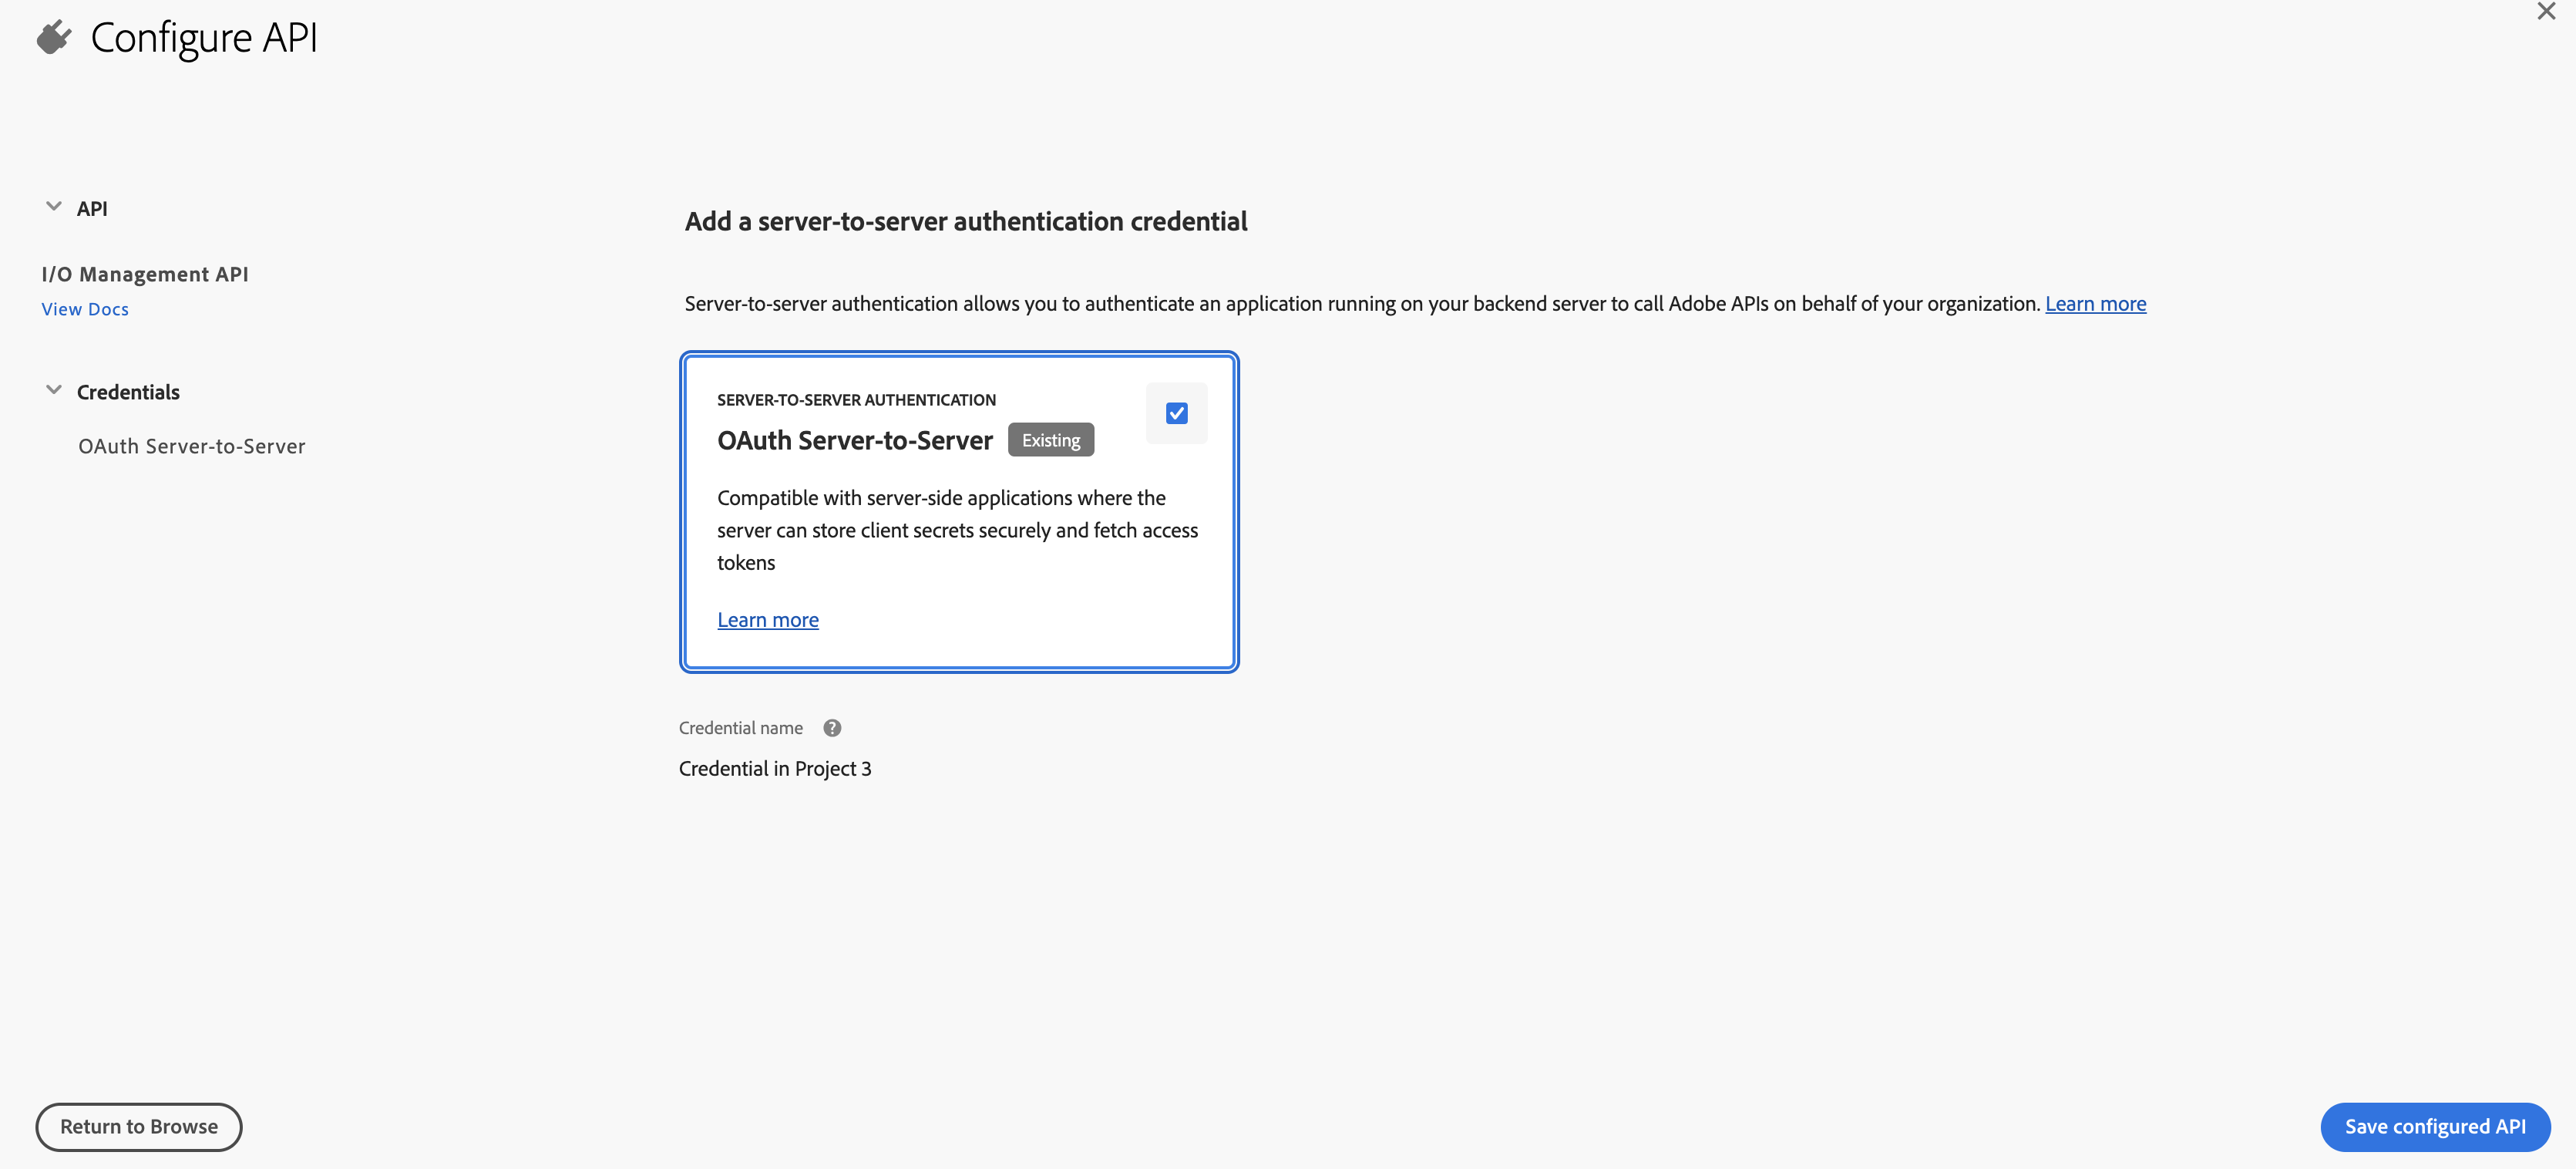 Configure API
API
I/O Management API
View Docs
Credentials
OAuth Server-to-Server
Add a server-to-server authentication credential
Server-to-server authentication allows you to authenticate an application running on your backend server to call Adobe APIs on behalf of your organization. Learn more
SERVER-TO-SERVER AUTHENTICATION
OAuth Server-to-Server Existing
Compatible with server-side applications where the
server can store client secrets securely and fetch access
tokens
Learn more
Credential name ?
Credential in Project 3
Return to Browse
Save configured API